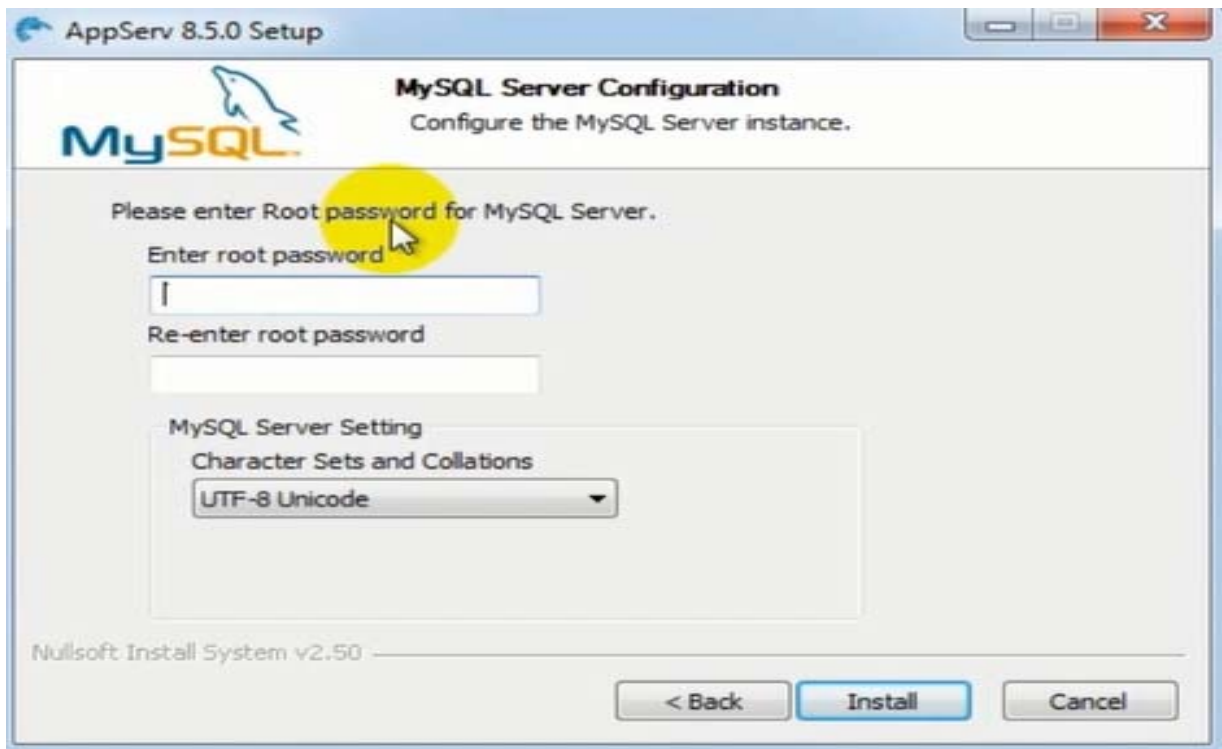 AppServ 8.5.0 Setup
MySQL
MySQL Server Configuration
Configure the MySQL Server instance.
Please enter Root password for MySQL Server.
Enter root password
Re-enter root password
MySQL Server Setting
Character Sets and Collations
UTF-8 Unicode
Nullsoft Install System v2.50
< Back
Install
Cancel